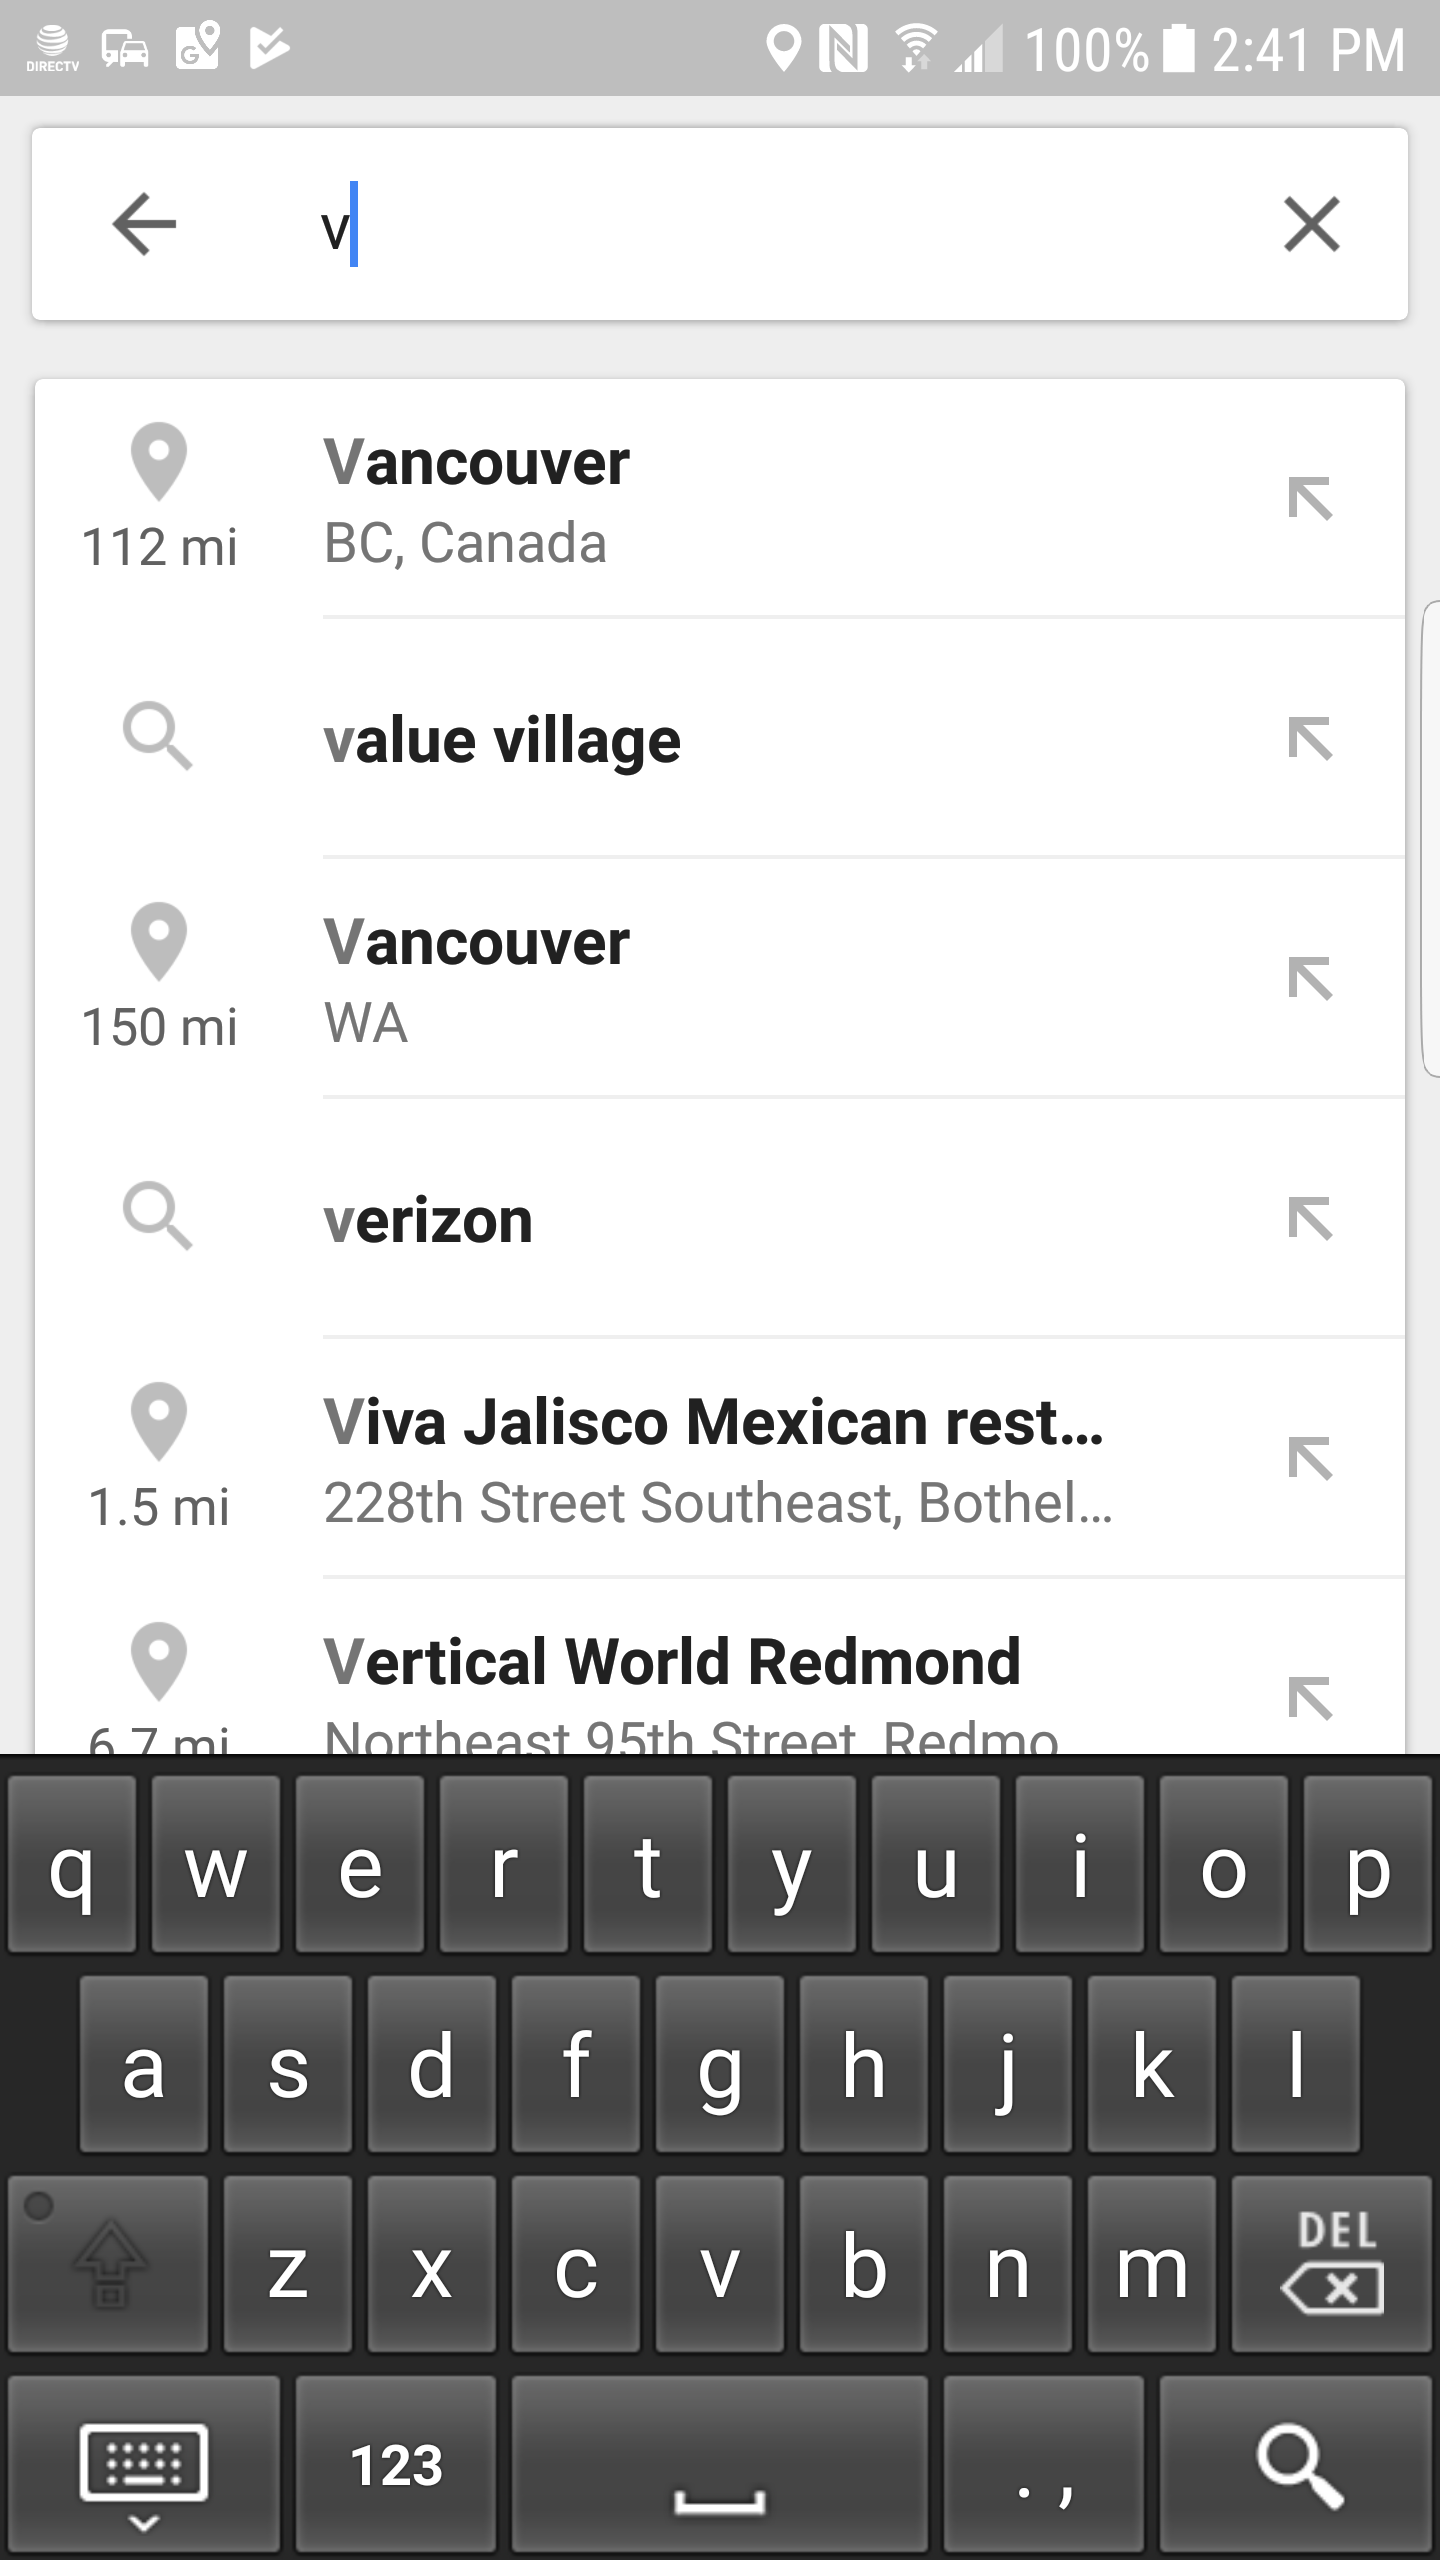 DIRECTV G 100% 2:41 PM
v
Vancouver
112 mi BC, Canada
value village
Vancouver
150 mi WA
verizon
Viva Jalisco Mexican rest...
1.5 mi 228th Street Southeast, Bothel...
Vertical World Redmond
6.7 mi Northeast 95th Street, Redmo
q w e r t y u i o p
a s d f g h j k l
z x c v b n m DEL
123 . ,